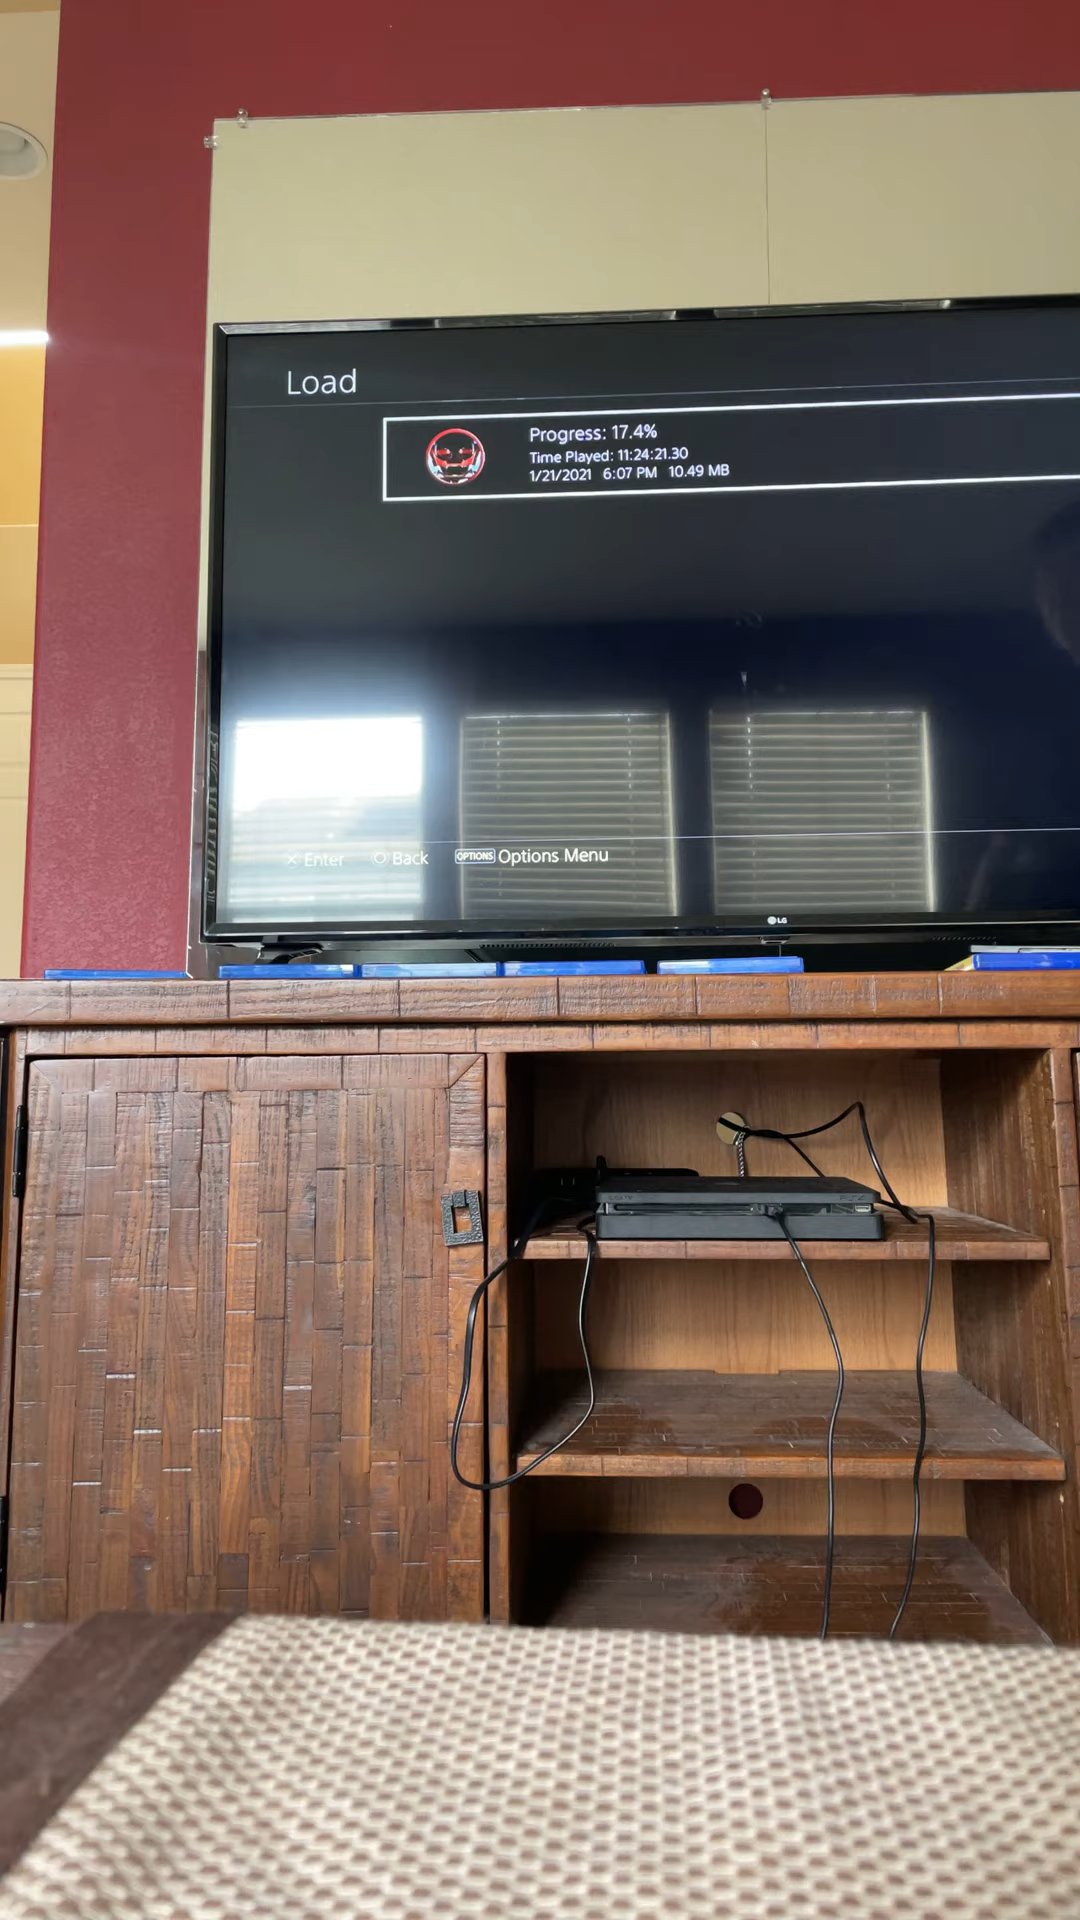 Load
Progress: 17.4%
Time Played: 11:24:21.30
1/21/2021 6:07 PM 10.49 MB
Enter Back OPTIONS Options Menu
LG
PS4